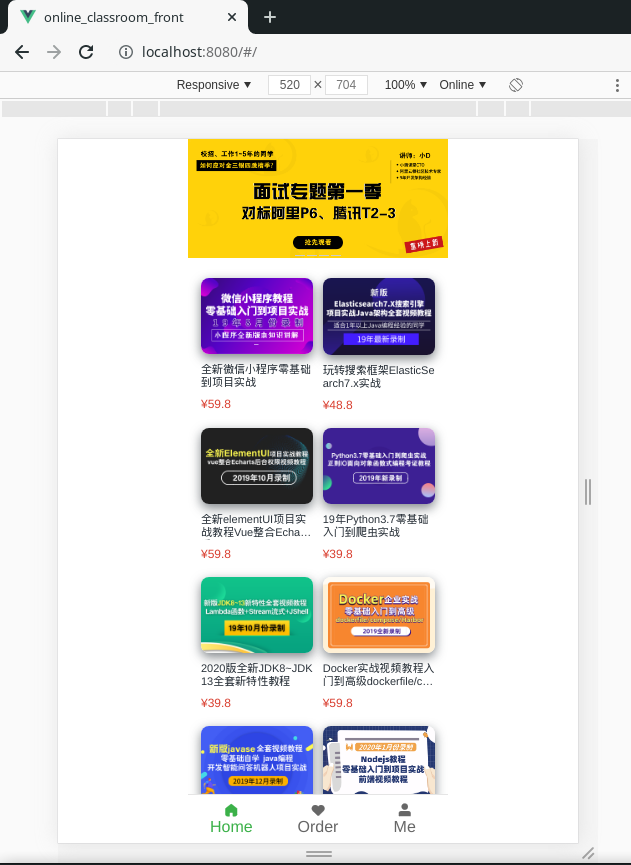 online_classroom_front
localhost:8080/#/
Responsive
520
×
704
100%
Online
校招、工作1~5年的同学
如何应对金三银四跳槽季?
讲师：小D
面试专题第一季
对标阿里P6、腾讯T2-3
抢先观看
重磅上新
微信小程序教程
零基础入门到项目实战
19年6月份录制
全新微信小程序零基础
到项目实战
¥59.8
新版
Elasticsearch7.X搜索引擎
项目实战Java架构全套视频教程
适合1年以上Java编程经验的同学
19年最新录制
玩转搜索框架ElasticSe
arch7.x实战
¥48.8
全新ElementUI项目实战教程
vue整合Echarts后台权限视频教程
2019年10月录制
全新elementUI项目实
战教程Vue整合Echa...
¥59.8
Python3.7零基础入门到爬虫实战
正则IO面向对象函数式编程考证教程
2019年新录制
19年Python3.7零基础
入门到爬虫实战
¥39.8
新版JDK8~13新特性全套视频教程
Lambda函数+Stream流式+JShell
19年10月份录制
2020版全新JDK8~JDK
13全套新特性教程
¥39.8
Docker企业实战
零基础入门到高级
dockerfile/compose/Harbor
2019全新录制
Docker实战视频教程入
门到高级dockerfile/c...
¥59.8
新版javase全套视频教程
零基础自学 java编程
开发智能问答机器人项目实战
2019年12月录制
2020年1月份录制
Nodejs教程
零基础入门到项目实战
前端视频教程
Home
Order
Me